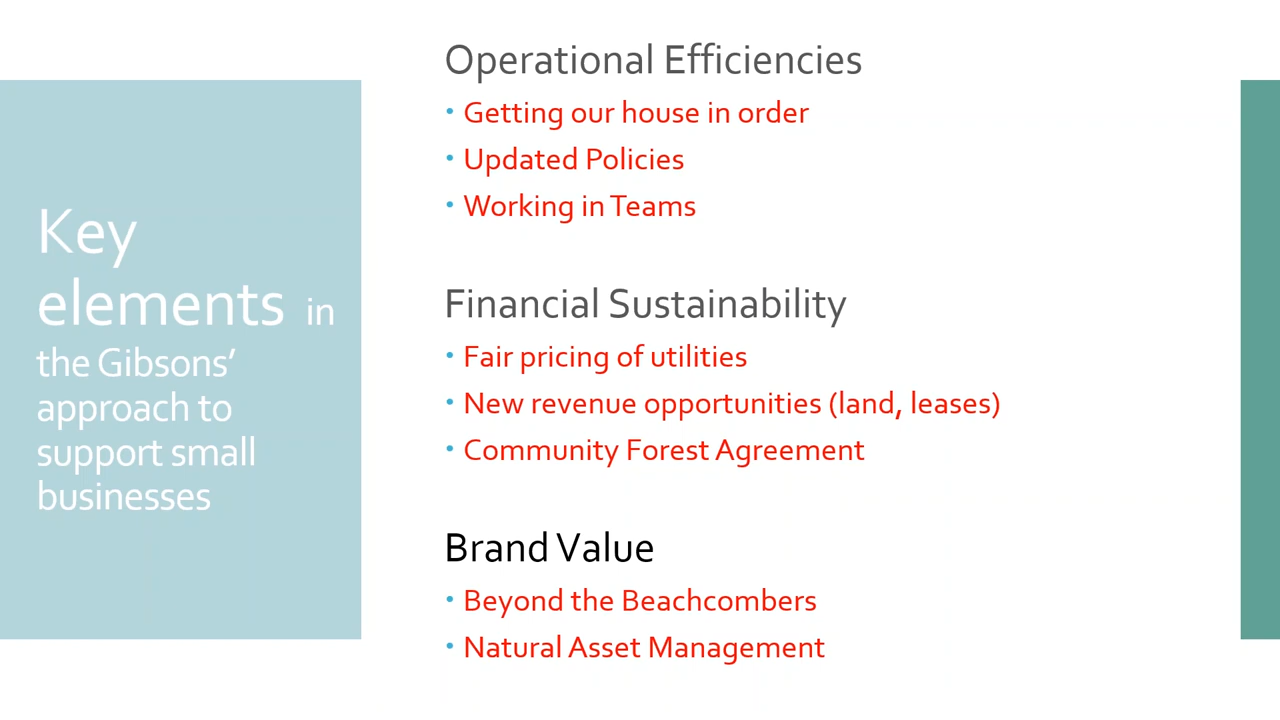 Key
elements in
the Gibsons’
approach to
support small
businesses
Operational Efficiencies
• Getting our house in order
• Updated Policies
• Working in Teams
Financial Sustainability
• Fair pricing of utilities
• New revenue opportunities (land, leases)
• Community Forest Agreement
Brand Value
• Beyond the Beachcombers
• Natural Asset Management